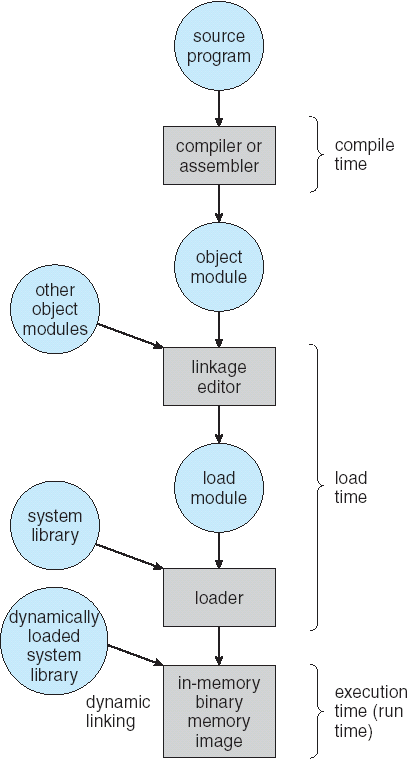 source
program
compiler or
assembler
compile
time
object
module
other
object
modules
linkage
editor
load
module
load
time
system
library
loader
dynamically
loaded
system
library
dynamic
linking
in-memory
binary
memory
image
execution
time (run
time)